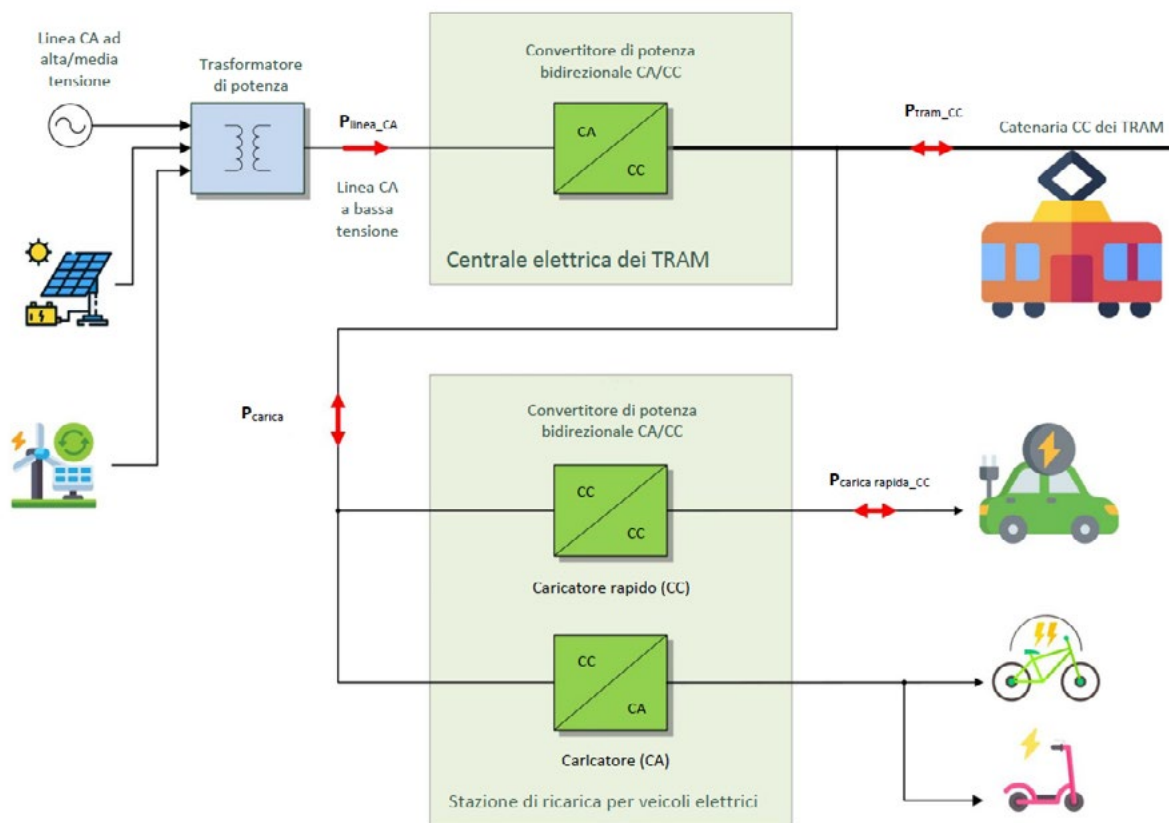 Linea CA ad
alta/media
tensione
Trasformatore
di potenza
Plinea_CA
Linea CA
a bassa
tensione
Convertitore di potenza
bidirezionale CA/CC
CA
CC
Centrale elettrica dei TRAM
Ptram_CC
Catenaria CC dei TRAM
Pcarica
Convertitore di potenza
bidirezionale CA/CC
CC
CC
Caricatore rapido (CC)
Pcarica rapida_CC
CC
CA
Caricatore (CA)
Stazione di ricarica per veicoli elettrici